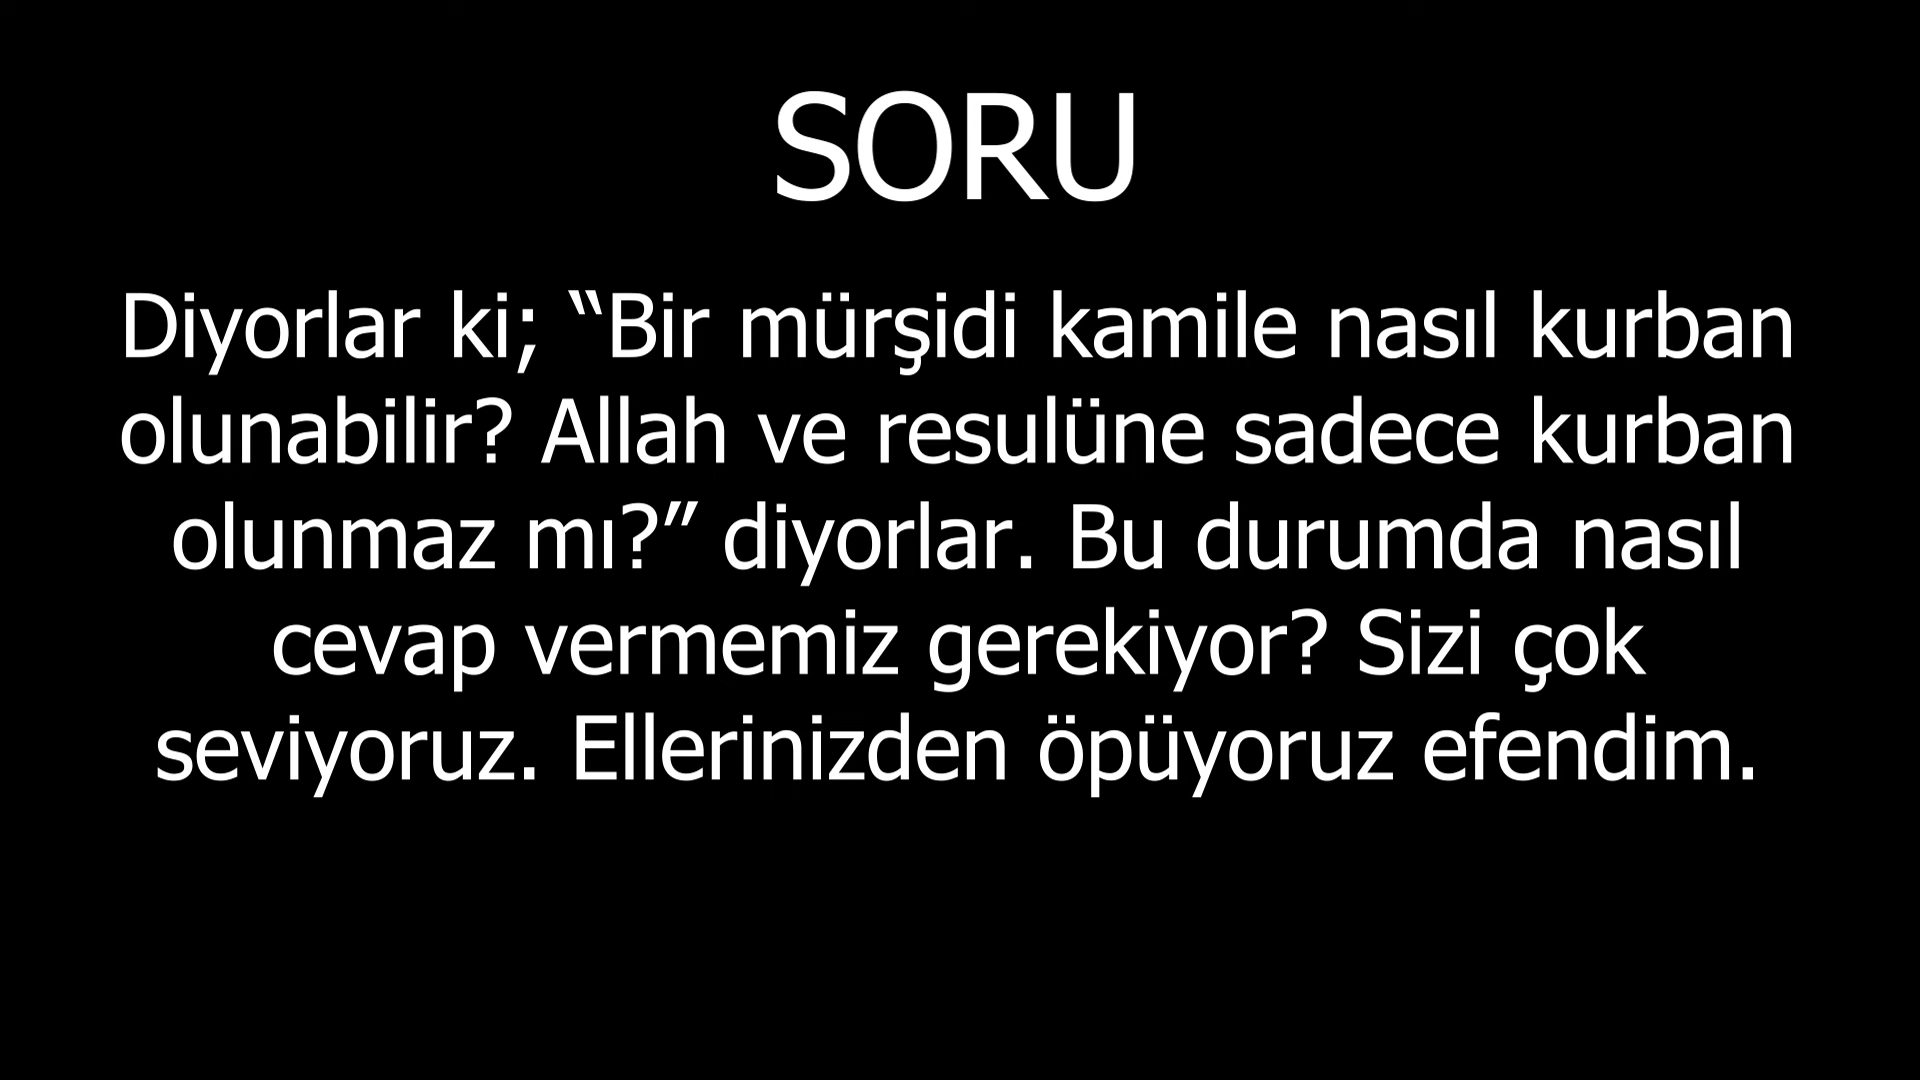 SORU
Diyorlar ki; “Bir mürşidi kamile nasıl kurban
olunabilir? Allah ve resulüne sadece kurban
olunmaz mı?” diyorlar. Bu durumda nasıl
cevap vermemiz gerekiyor? Sizi çok
seviyoruz. Ellerinizden öpüyoruz efendim.